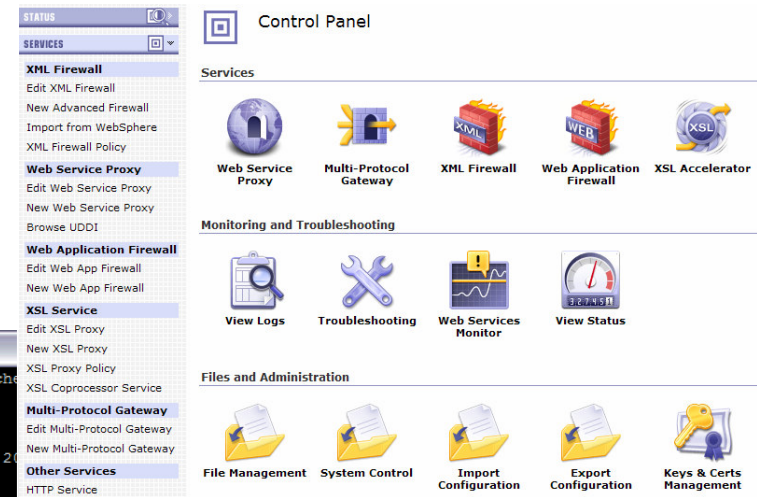 STATUS
SERVICES
XML Firewall
Edit XML Firewall
New Advanced Firewall
Import from WebSphere
XML Firewall Policy
Web Service Proxy
Edit Web Service Proxy
New Web Service Proxy
Browse UDDI
Web Application Firewall
Edit Web App Firewall
New Web App Firewall
XSL Service
Edit XSL Proxy
New XSL Proxy
XSL Proxy Policy
XSL Coprocessor Service
Multi-Protocol Gateway
Edit Multi-Protocol Gateway
New Multi-Protocol Gateway
Other Services
HTTP Service
che
20
Control Panel
Services
XML
WEB
XSL
Web Service
Proxy
Multi-Protocol
Gateway
XML Firewall
Web Application
Firewall
XSL Accelerator
Monitoring and Troubleshooting
View Logs
Troubleshooting
Web Services
Monitor
View Status
Files and Administration
File Management
System Control
Import
Configuration
Export
Configuration
Keys & Certs
Management